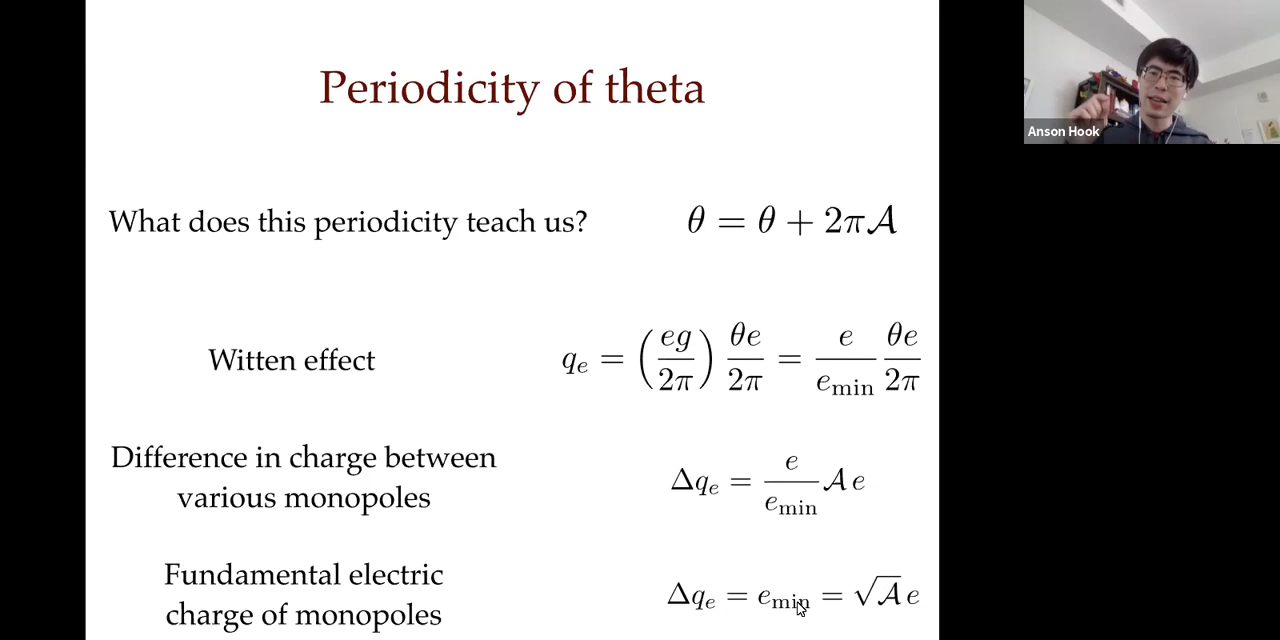 Periodicity of theta
Anson Hook
What does this periodicity teach us? θ = θ + 2π𝒜
Witten effect q_e = (eg/2π) θe/2π = e/e_min θe/2π
Difference in charge between
various monopoles Δq_e = e/e_min 𝒜 e
Fundamental electric
charge of monopoles Δq_e = e_min = √𝒜 e